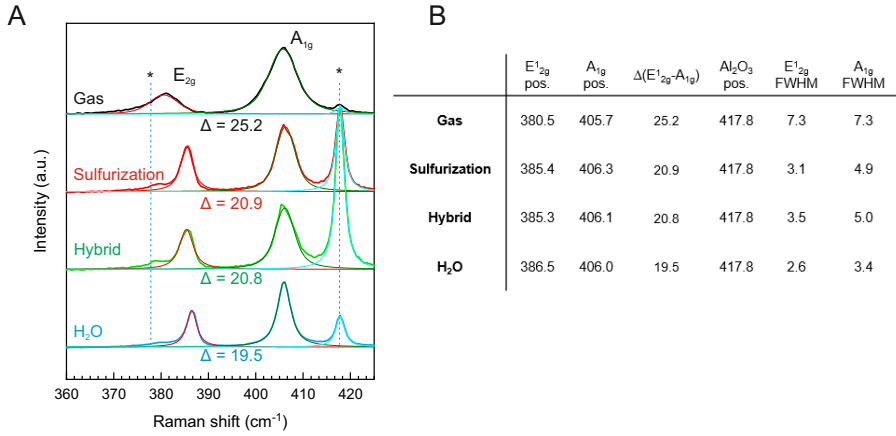 A
E₂g
A₁g
*
*
Gas
Δ = 25.2
Sulfurization
Δ = 20.9
Hybrid
Δ = 20.8
H₂O
Δ = 19.5
Intensity (a.u.)
360 370 380 390 400 410 420
Raman shift (cm⁻¹)
B
E¹₂g pos. A₁g pos. Δ(E¹₂g-A₁g) Al₂O₃ pos. E¹₂g FWHM A₁g FWHM
Gas 380.5 405.7 25.2 417.8 7.3 7.3
Sulfurization 385.4 406.3 20.9 417.8 3.1 4.9
Hybrid 385.3 406.1 20.8 417.8 3.5 5.0
H₂O 386.5 406.0 19.5 417.8 2.6 3.4